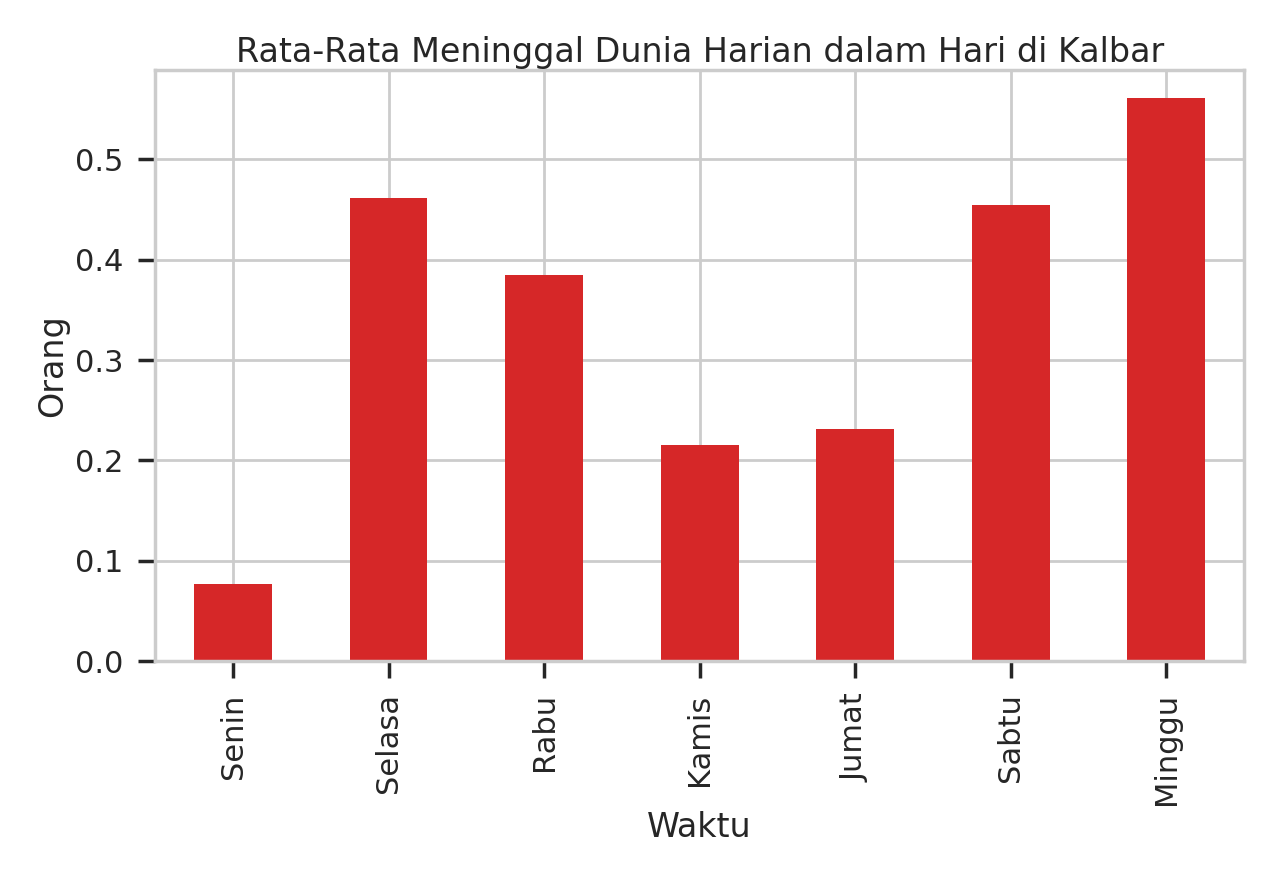 Rata-Rata Meninggal Dunia Harian dalam Hari di Kalbar
Orang
0.5
0.4
0.3
0.2
0.1
0.0
Senin
Selasa
Rabu
Kamis
Jumat
Sabtu
Minggu
Waktu